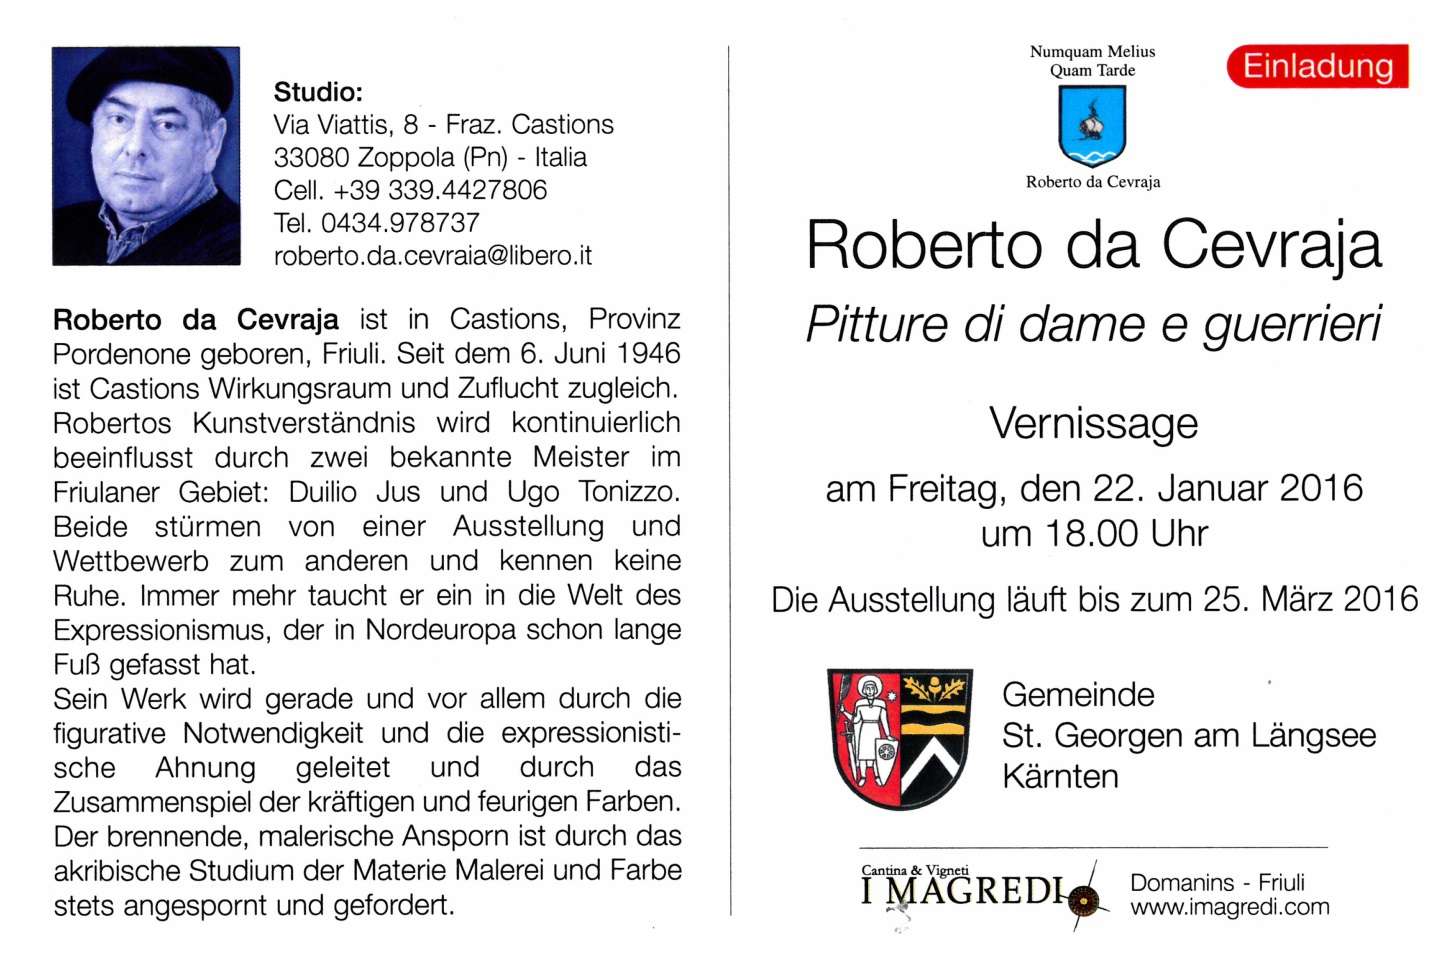 Studio:
Via Viattis, 8 - Fraz. Castions
33080 Zoppola (Pn) - Italia
Cell. +39 339.4427806
Tel. 0434.978737
roberto.da.cevraia@libero.it
Roberto da Cevraja ist in Castions, Provinz
Pordenone geboren, Friuli. Seit dem 6. Juni 1946
ist Castions Wirkungsraum und Zuflucht zugleich.
Robertos Kunstverständnis wird kontinuierlich
beeinflusst durch zwei bekannte Meister im
Friulaner Gebiet: Duilio Jus und Ugo Tonizzo.
Beide stürmen von einer Ausstellung und
Wettbewerb zum anderen und kennen keine
Ruhe. Immer mehr taucht er ein in die Welt des
Expressionismus, der in Nordeuropa schon lange
Fuß gefasst hat.
Sein Werk wird gerade und vor allem durch die
figurative Notwendigkeit und die expressionisti-
sche Ahnung geleitet und durch das
Zusammenspiel der kräftigen und feurigen Farben.
Der brennende, malerische Ansporn ist durch das
akribische Studium der Materie Malerei und Farbe
stets angespornt und gefordert.
Numquam Melius
Quam Tarde
Roberto da Cevraja
Einladung
Roberto da Cevraja
Pitture di dame e guerrieri
Vernissage
am Freitag, den 22. Januar 2016
um 18.00 Uhr
Die Ausstellung läuft bis zum 25. März 2016
Gemeinde
St. Georgen am Längsee
Kärnten
Cantina & Vigneti
I MAGREDI
Domanins - Friuli
www.imagredi.com